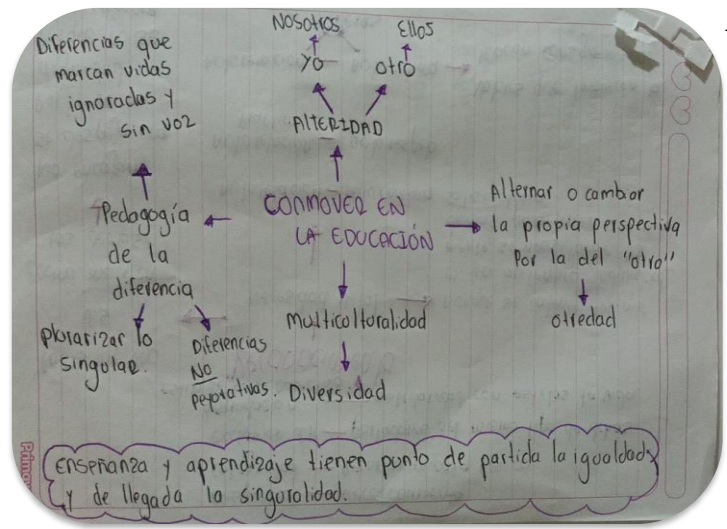 Nosotros
Ellos
Yo
otro
ALTERIDAD
Diferencias que
marcan vidas
ignoradas y
sin voz
CONMOVER EN
LA EDUCACIÓN
Pedagogía
de la
diferencia
Alternar o cambiar
la propia perspectiva
Por la del "otro"
otredad
plurarizar lo
singular.
Diferencias
NO
peyorativas.
multiculturalidad
Diversidad
Enseñanza y aprendizaje tienen punto de partida la igualdad
y de llegada la singuralidad.